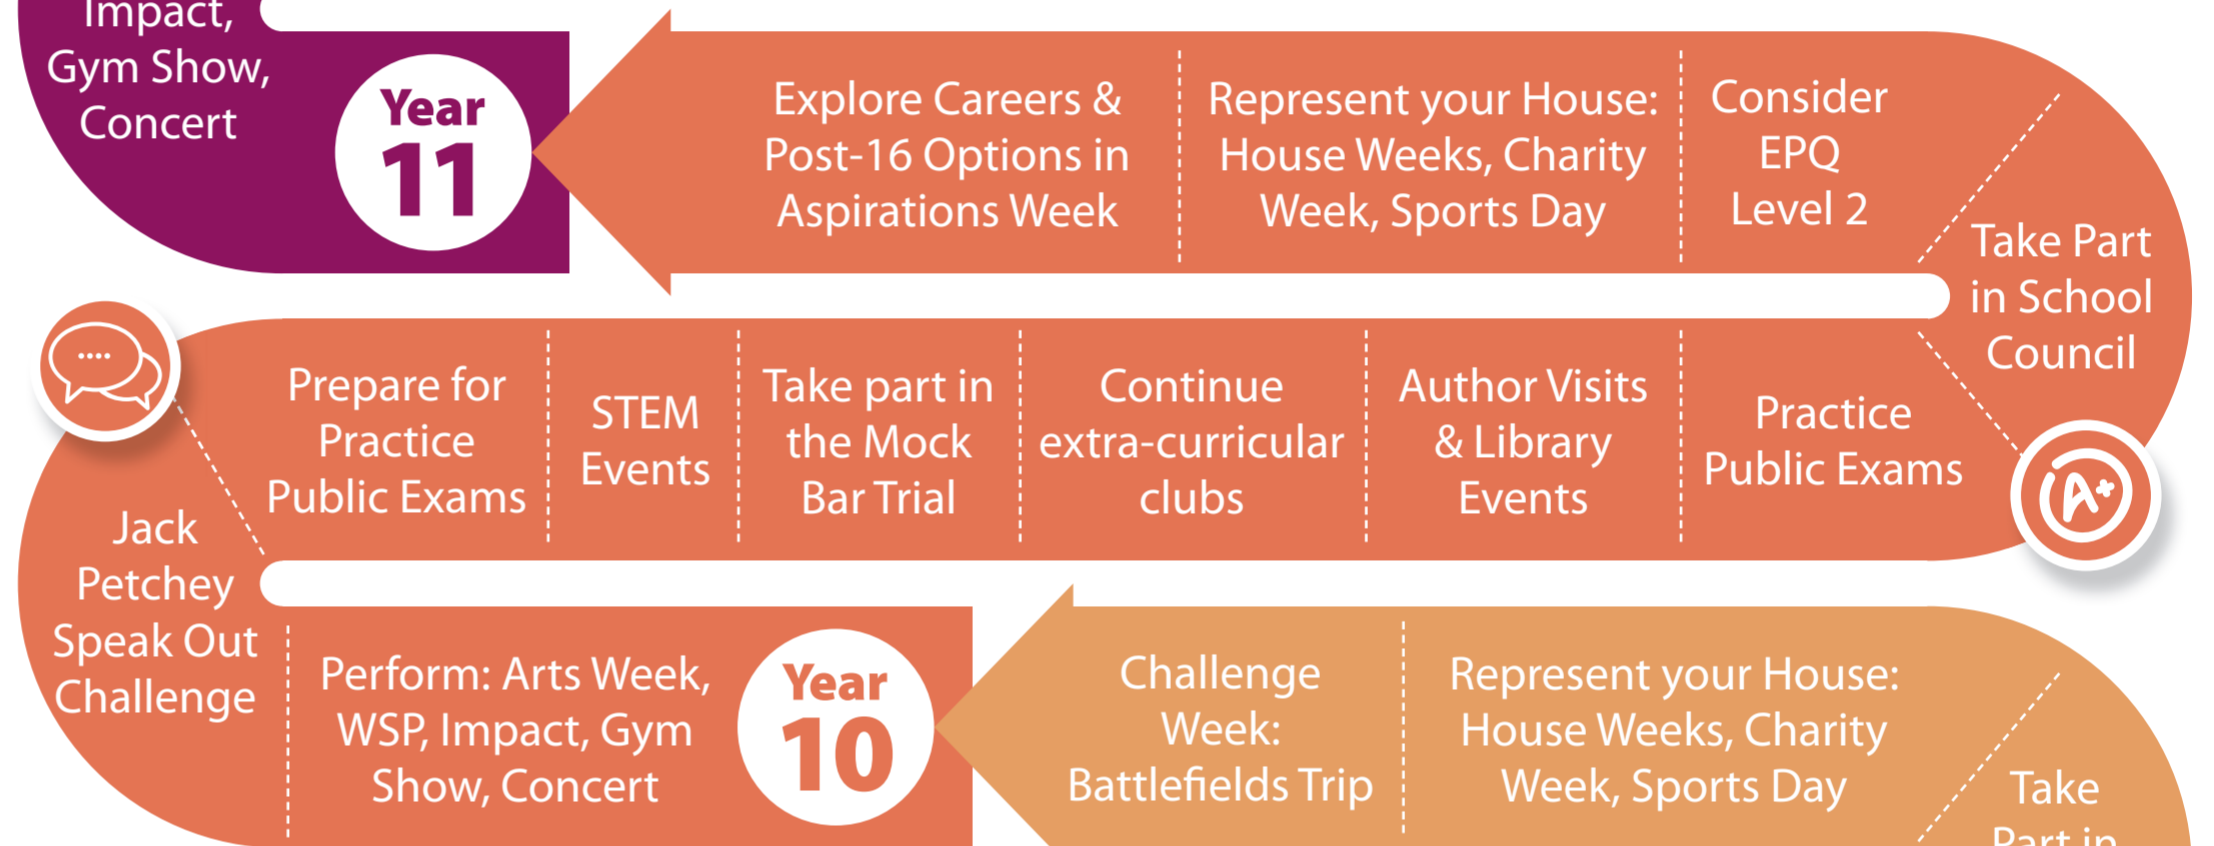 Impact,
Gym Show,
Concert
Year
11
Explore Careers &
Post-16 Options in
Aspirations Week
Represent your House:
House Weeks, Charity
Week, Sports Day
Consider
EPQ
Level 2
Take Part
in School
Council
Prepare for
Practice
Public Exams
STEM
Events
Take part in
the Mock
Bar Trial
Continue
extra-curricular
clubs
Author Visits
& Library
Events
Practice
Public Exams
A+
Jack
Petchey
Speak Out
Challenge
Perform: Arts Week,
WSP, Impact, Gym
Show, Concert
Year
10
Challenge
Week:
Battlefields Trip
Represent your House:
House Weeks, Charity
Week, Sports Day
Take
Part in